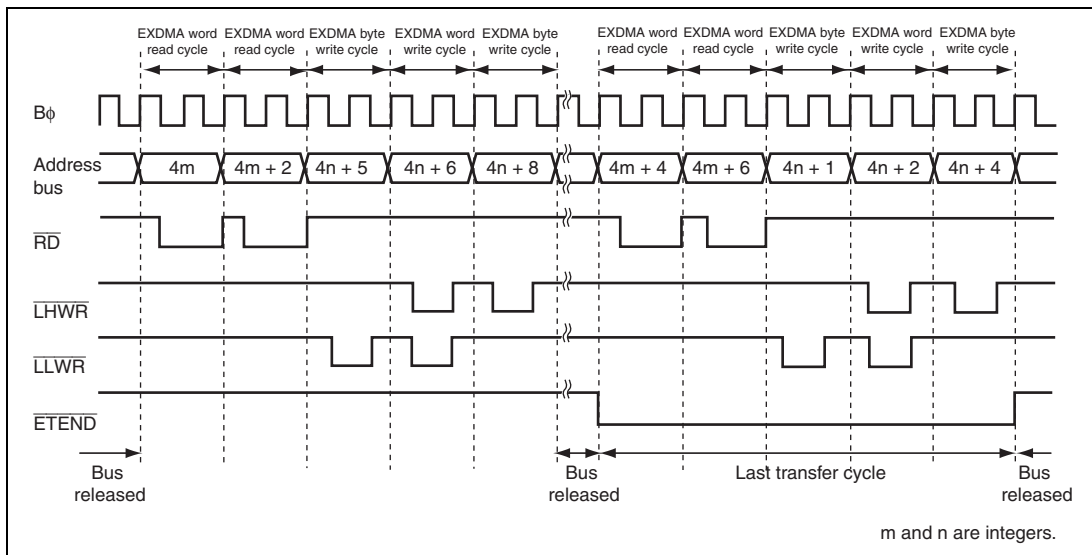 EXDMA word read cycle
EXDMA word read cycle
EXDMA byte write cycle
EXDMA word write cycle
EXDMA byte write cycle
EXDMA word read cycle
EXDMA word read cycle
EXDMA byte write cycle
EXDMA word write cycle
EXDMA byte write cycle
Bϕ
Address bus
4m
4m + 2
4n + 5
4n + 6
4n + 8
4m + 4
4m + 6
4n + 1
4n + 2
4n + 4
RD
LHWR
LLWR
ETEND
Bus released
Bus released
Last transfer cycle
Bus released
m and n are integers.